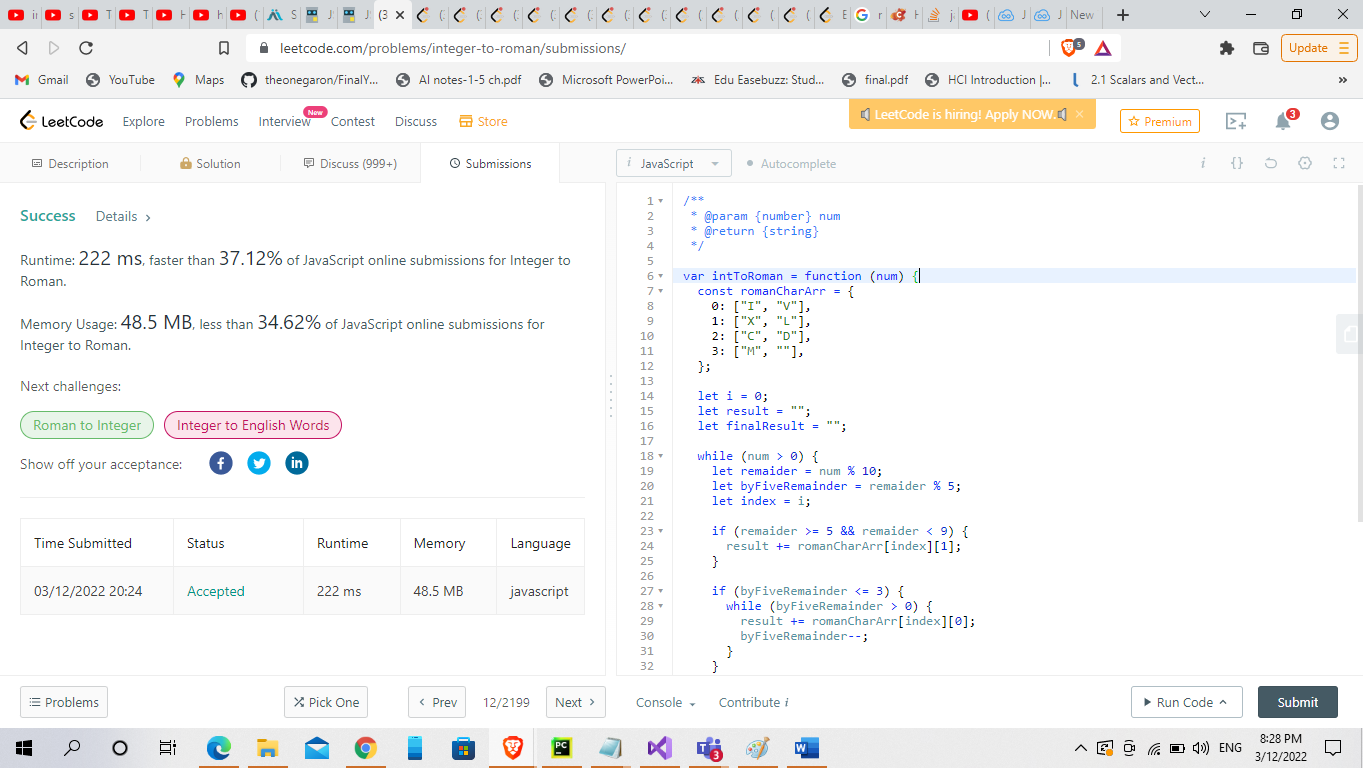 (3
New
leetcode.com/problems/integer-to-roman/submissions/
5
Update
Gmail
YouTube
Maps
theonegaron/FinalY...
AI notes-1-5 ch.pdf
Microsoft PowerPoi...
Edu Easebuzz: Stud...
final.pdf
HCI Introduction |...
2.1 Scalars and Vect...
»
LeetCode
Explore
Problems
Interview
New
Contest
Discuss
Store
LeetCode is hiring! Apply NOW.
Premium
3
Description
Solution
Discuss (999+)
Submissions
i JavaScript
Autocomplete
i {}
Success
Details
Runtime: 222 ms, faster than 37.12% of JavaScript online submissions for Integer to
Roman.
Memory Usage: 48.5 MB, less than 34.62% of JavaScript online submissions for
Integer to Roman.
Next challenges:
Roman to Integer
Integer to English Words
Show off your acceptance:
Time Submitted Status Runtime Memory Language
03/12/2022 20:24 Accepted 222 ms 48.5 MB javascript
1 /**
2 * @param {number} num
3 * @return {string}
4 */
5
6 var intToRoman = function (num) {
7 const romanCharArr = {
8 0: ["I", "V"],
9 1: ["X", "L"],
10 2: ["C", "D"],
11 3: ["M", ""],
12 };
13
14 let i = 0;
15 let result = "";
16 let finalResult = "";
17
18 while (num > 0) {
19 let remaider = num % 10;
20 let byFiveRemainder = remaider % 5;
21 let index = i;
22
23 if (remaider >= 5 && remaider < 9) {
24 result += romanCharArr[index][1];
25 }
26
27 if (byFiveRemainder <= 3) {
28 while (byFiveRemainder > 0) {
29 result += romanCharArr[index][0];
30 byFiveRemainder--;
31 }
32 }
Problems
Pick One
Prev
12/2199
Next
Console
Contribute i
Run Code
Submit
ENG
8:28 PM
3/12/2022